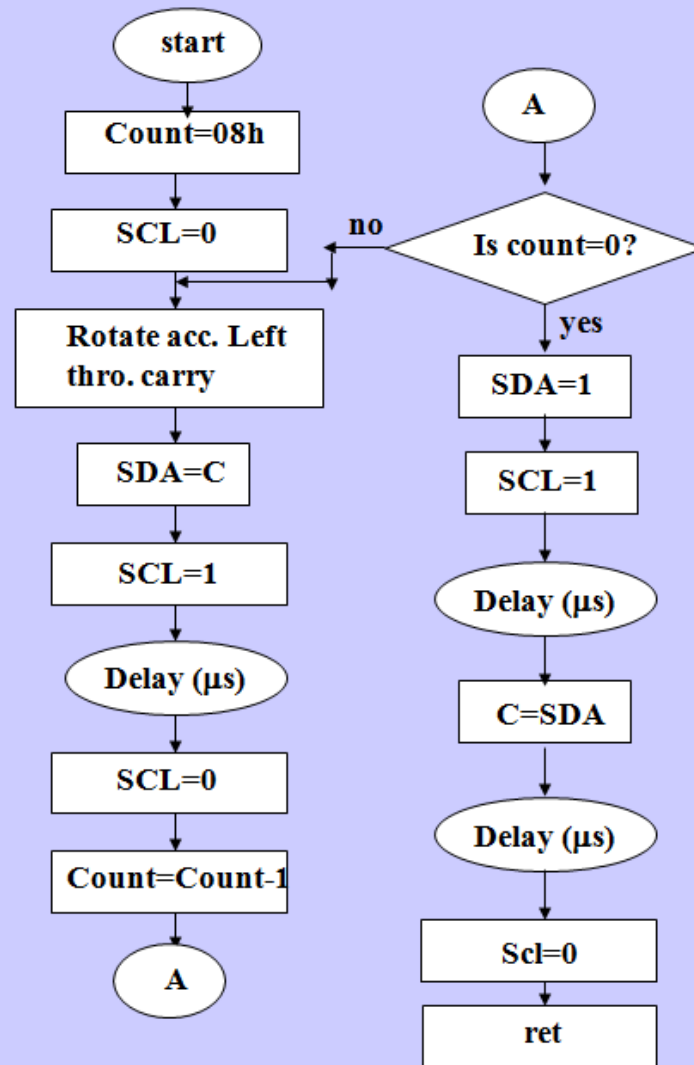 start
Count=08h
SCL=0
Rotate acc. Left
thro. carry
SDA=C
SCL=1
Delay (μs)
SCL=0
Count=Count-1
A
A
Is count=0?
no
yes
SDA=1
SCL=1
Delay (μs)
C=SDA
Delay (μs)
Scl=0
ret